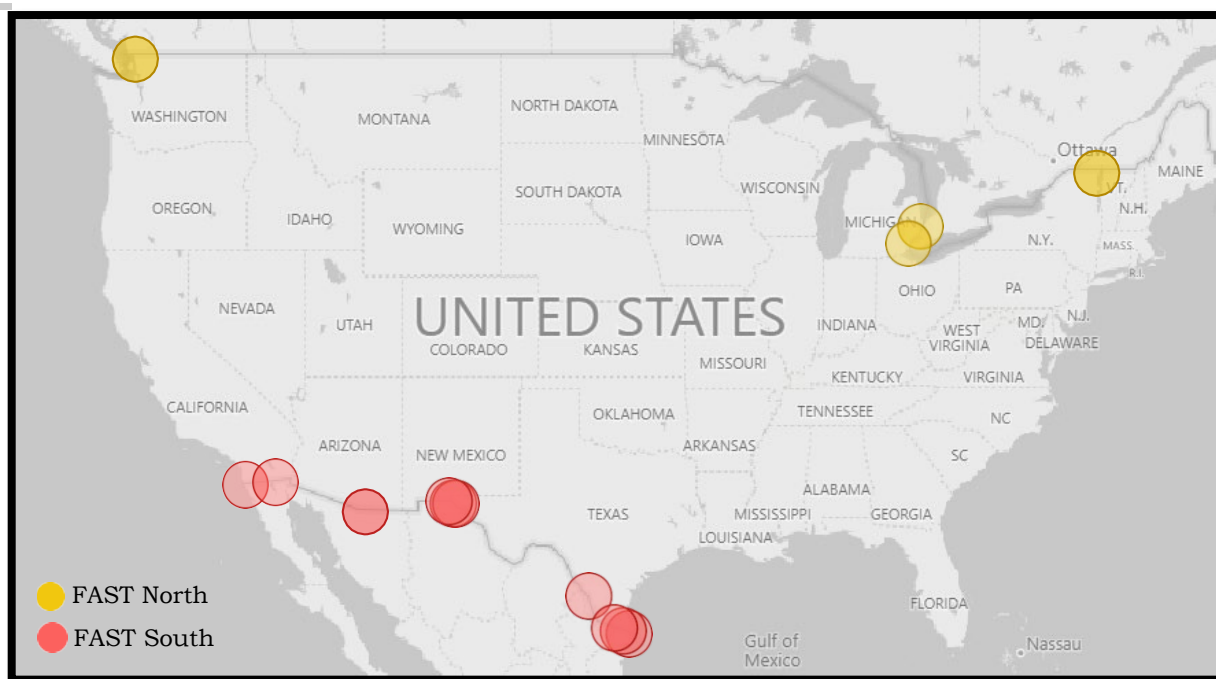 WASHINGTON
MONTANA
NORTH DAKOTA
MINNESOTA
Ottawa
MAINE
VT.
N.H.
OREGON
IDAHO
SOUTH DAKOTA
WISCONSIN
WYOMING
MICHIGAN
IOWA
N.Y.
MASS.
R.I.
NEVADA
UTAH
UNITED STATES
OHIO
PA
N.J.
COLORADO
KANSAS
MISSOURI
INDIANA
WEST
VIRGINIA
MD.
DELAWARE
KENTUCKY
VIRGINIA
CALIFORNIA
ARIZONA
NEW MEXICO
OKLAHOMA
ARKANSAS
TENNESSEE
NC
SC
TEXAS
MISSISSIPPI
ALABAMA
GEORGIA
LOUISIANA
FLORIDA
Gulf of
Mexico
Nassau
FAST North
FAST South